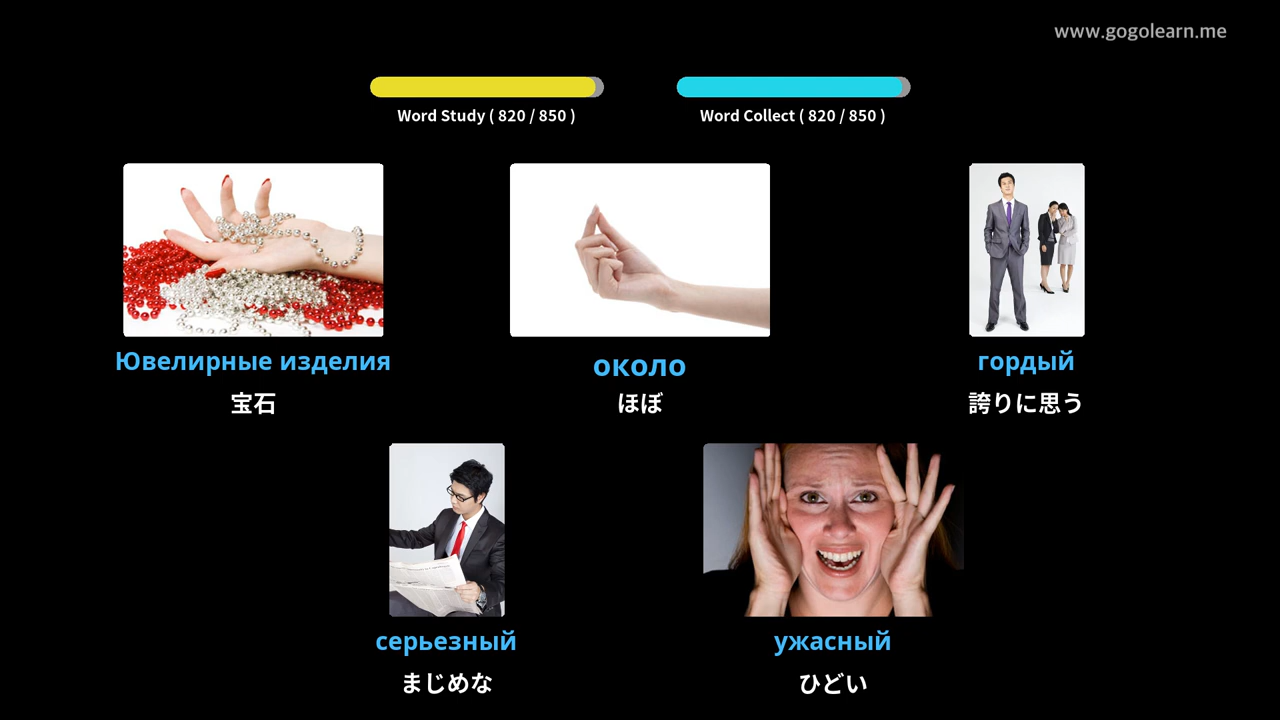 www.gogolearn.me
Word Study ( 820 / 850 )
Word Collect ( 820 / 850 )
Ювелирные изделия
宝石
около
ほぼ
гордый
誇りに思う
серьезный
まじめな
ужасный
ひどい